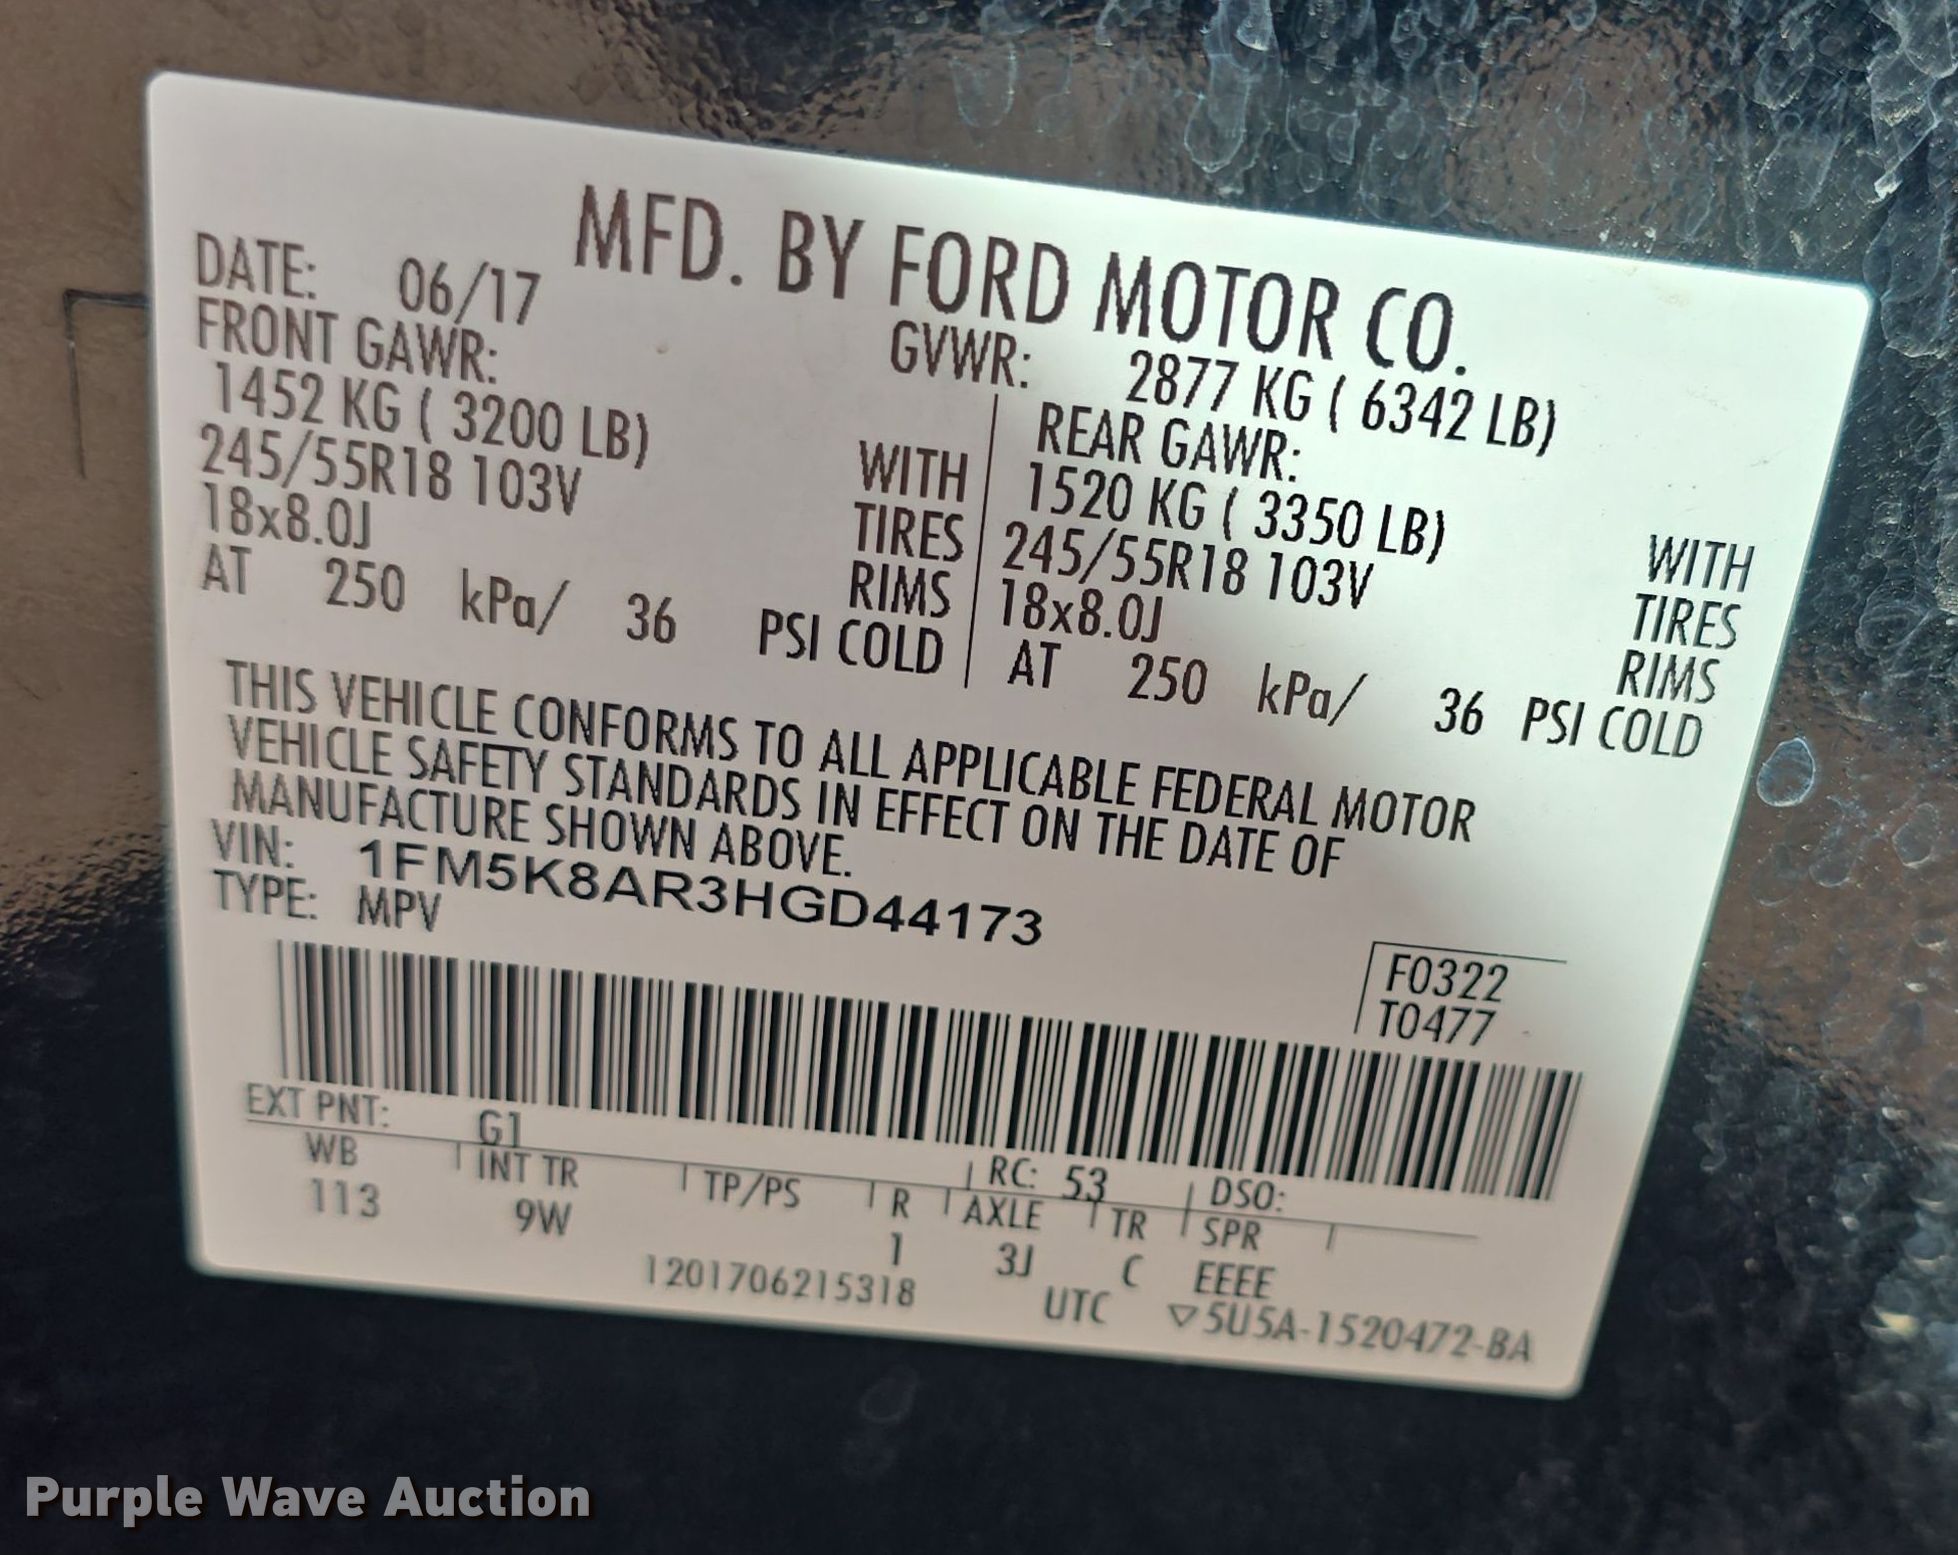 MFD. BY FORD MOTOR CO.
DATE: 06/17
GVWR: 2877 KG ( 6342 LB)
FRONT GAWR:
1452 KG ( 3200 LB) WITH
245/55R18 103V TIRES
18x8.0J RIMS
AT 250 kPa/ 36 PSI COLD
REAR GAWR:
1520 KG ( 3350 LB) WITH
245/55R18 103V TIRES
18x8.0J RIMS
AT 250 kPa/ 36 PSI COLD
THIS VEHICLE CONFORMS TO ALL APPLICABLE FEDERAL MOTOR
VEHICLE SAFETY STANDARDS IN EFFECT ON THE DATE OF
MANUFACTURE SHOWN ABOVE.
VIN: 1FM5K8AR3HGD44173
TYPE: MPV
F0322
T0477
EXT PNT: G1 RC: 53 DSO:
WB INT TR TP/PS R AXLE TR SPR
113 9W 1 3J C EEEE
1201706215318 UTC ▽5U5A-1520472-BA
Purple Wave Auction